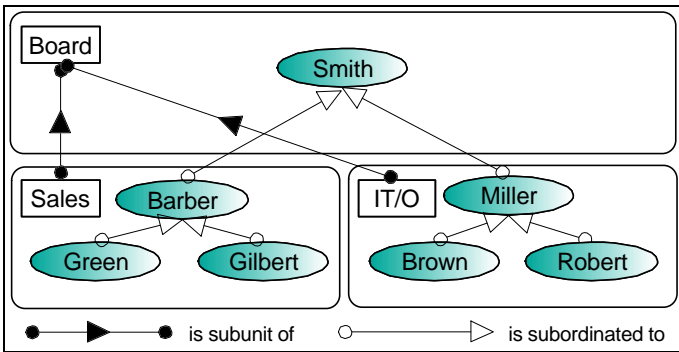 Board
Smith
Sales
Barber
IT/O
Miller
Green
Gilbert
Brown
Robert
is subunit of
is subordinated to